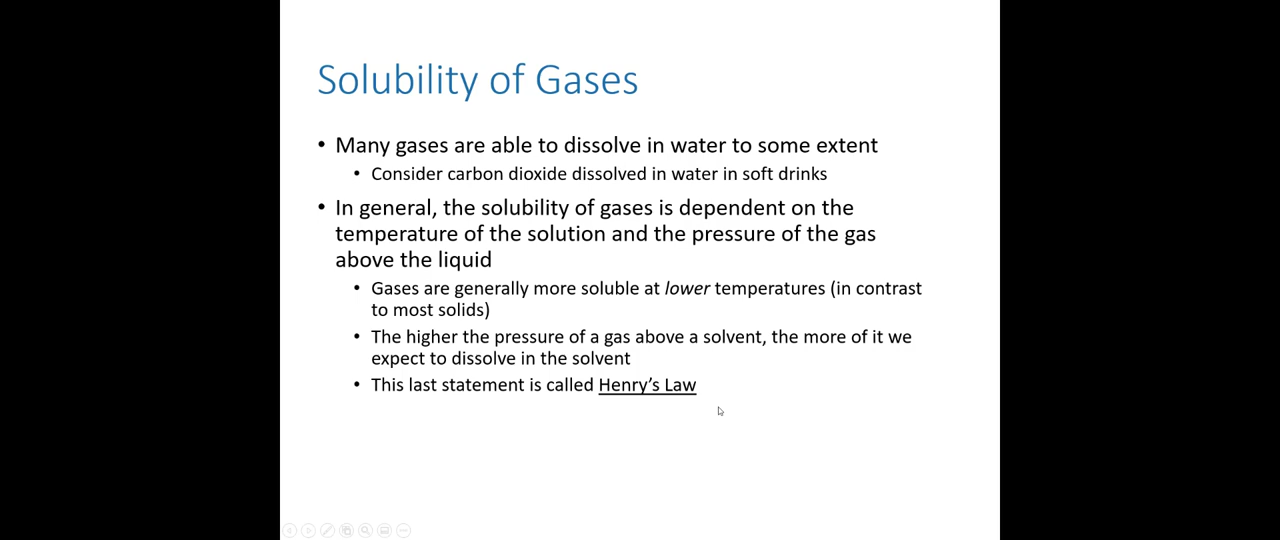 Solubility of Gases
• Many gases are able to dissolve in water to some extent
• Consider carbon dioxide dissolved in water in soft drinks
• In general, the solubility of gases is dependent on the
temperature of the solution and the pressure of the gas
above the liquid
• Gases are generally more soluble at lower temperatures (in contrast
to most solids)
• The higher the pressure of a gas above a solvent, the more of it we
expect to dissolve in the solvent
• This last statement is called Henry's Law